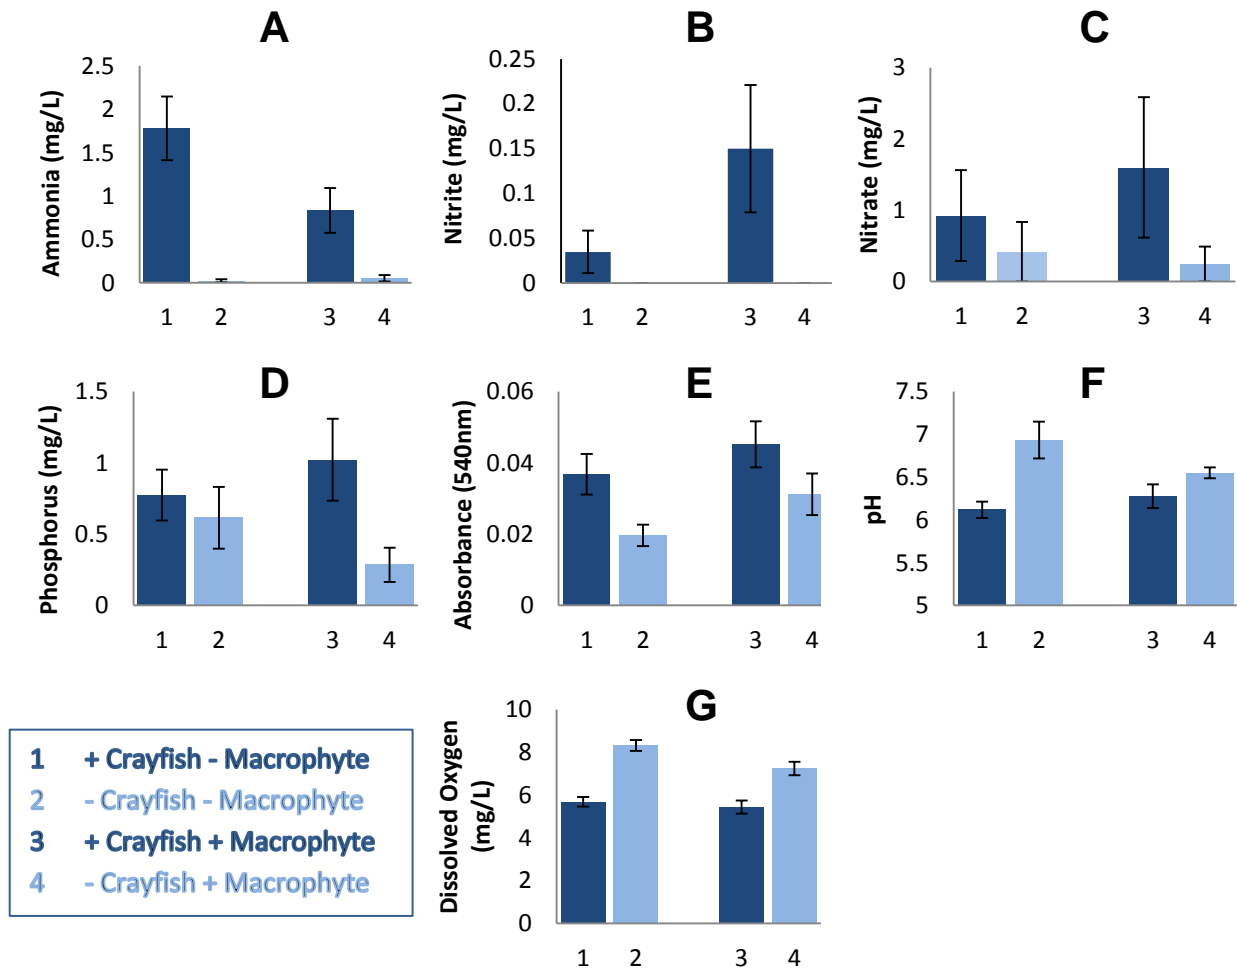 A
Ammonia (mg/L)
2.5
2
1.5
1
0.5
0
1 2 3 4
B
Nitrite (mg/L)
0.25
0.2
0.15
0.1
0.05
0
1 2 3 4
C
Nitrate (mg/L)
3
2
1
0
1 2 3 4
D
Phosphorus (mg/L)
1.5
1
0.5
0
1 2 3 4
E
Absorbance (540nm)
0.06
0.04
0.02
0
1 2 3 4
F
pH
7.5
7
6.5
6
5.5
5
1 2 3 4
1 + Crayfish - Macrophyte
2 - Crayfish - Macrophyte
3 + Crayfish + Macrophyte
4 - Crayfish + Macrophyte
G
Dissolved Oxygen
(mg/L)
10
8
6
4
2
0
1 2 3 4